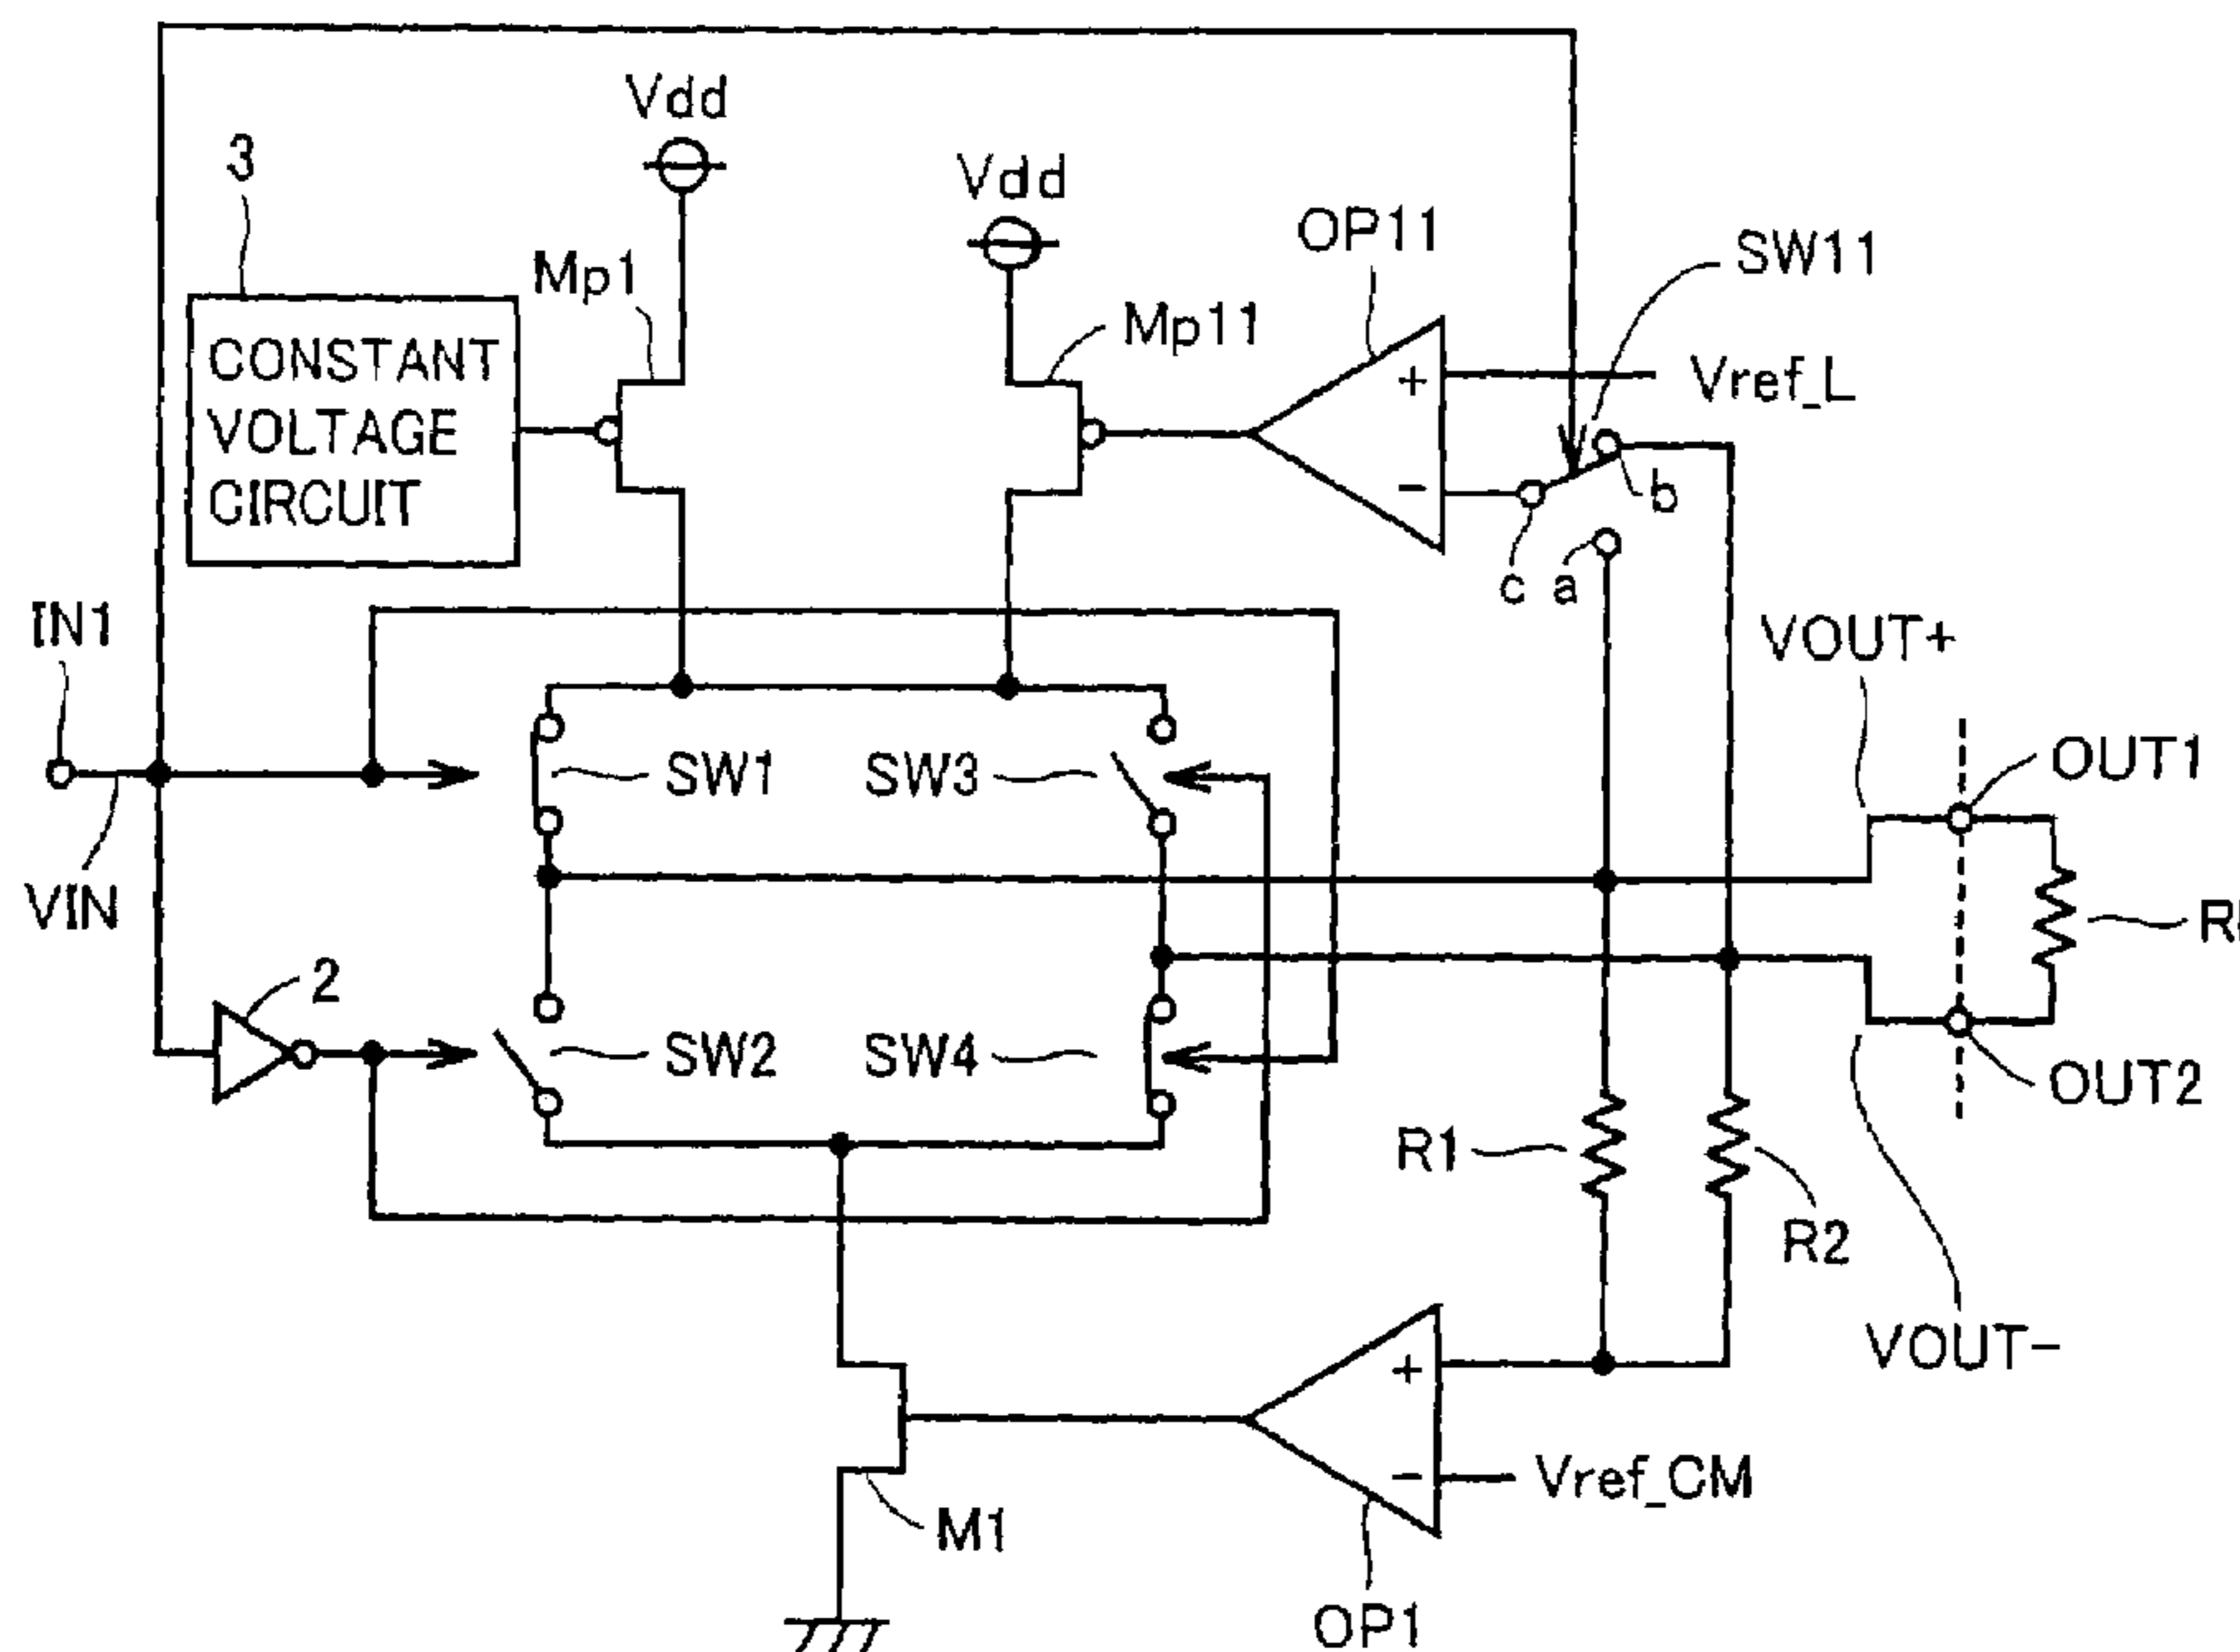 Vdd
3
Vdd
OP11
SW11
Mp1
Mp11
CONSTANT
VOLTAGE
CIRCUIT
+
Vref_L
−
b
c
a
IN1
VOUT+
SW1
SW3
OUT1
VIN
2
SW2
SW4
OUT2
R1
R2
+
VOUT−
−
Vref_CM
M1
OP1